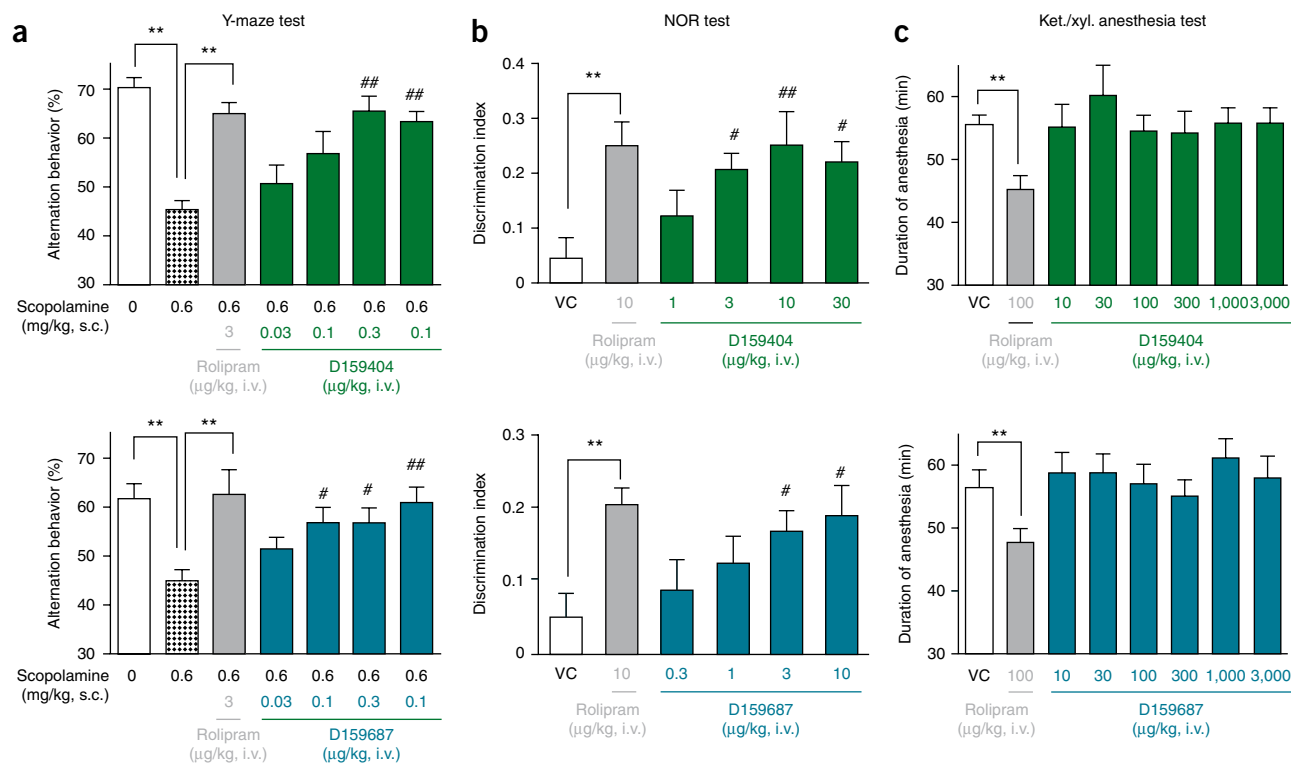 a
Y-maze test
** **
Alternation behavior (%)
70
60
50
40
30
## ##
Scopolamine
(mg/kg, s.c.)
0 0.6 0.6 0.6 0.6 0.6 0.6
3 0.03 0.1 0.3 0.1
Rolipram
(μg/kg, i.v.)
D159404
(μg/kg, i.v.)
b
NOR test
**
Discrimination index
0.4
0.3
0.2
0.1
0
# ## #
VC 10 1 3 10 30
Rolipram
(μg/kg, i.v.)
D159404
(μg/kg, i.v.)
c
Ket./xyl. anesthesia test
**
Duration of anesthesia (min)
60
50
40
30
VC 100 10 30 100 300 1,000 3,000
Rolipram
(μg/kg, i.v.)
D159404
(μg/kg, i.v.)
** **
Alternation behavior (%)
70
60
50
40
30
# # ##
Scopolamine
(mg/kg, s.c.)
0 0.6 0.6 0.6 0.6 0.6 0.6
3 0.03 0.1 0.3 0.1
Rolipram
(μg/kg, i.v.)
D159687
(μg/kg, i.v.)
**
Discrimination index
0.3
0.2
0.1
0
# #
VC 10 0.3 1 3 10
Rolipram
(μg/kg, i.v.)
D159687
(μg/kg, i.v.)
**
Duration of anesthesia (min)
60
50
40
30
VC 100 10 30 100 300 1,000 3,000
Rolipram
(μg/kg, i.v.)
D159687
(μg/kg, i.v.)